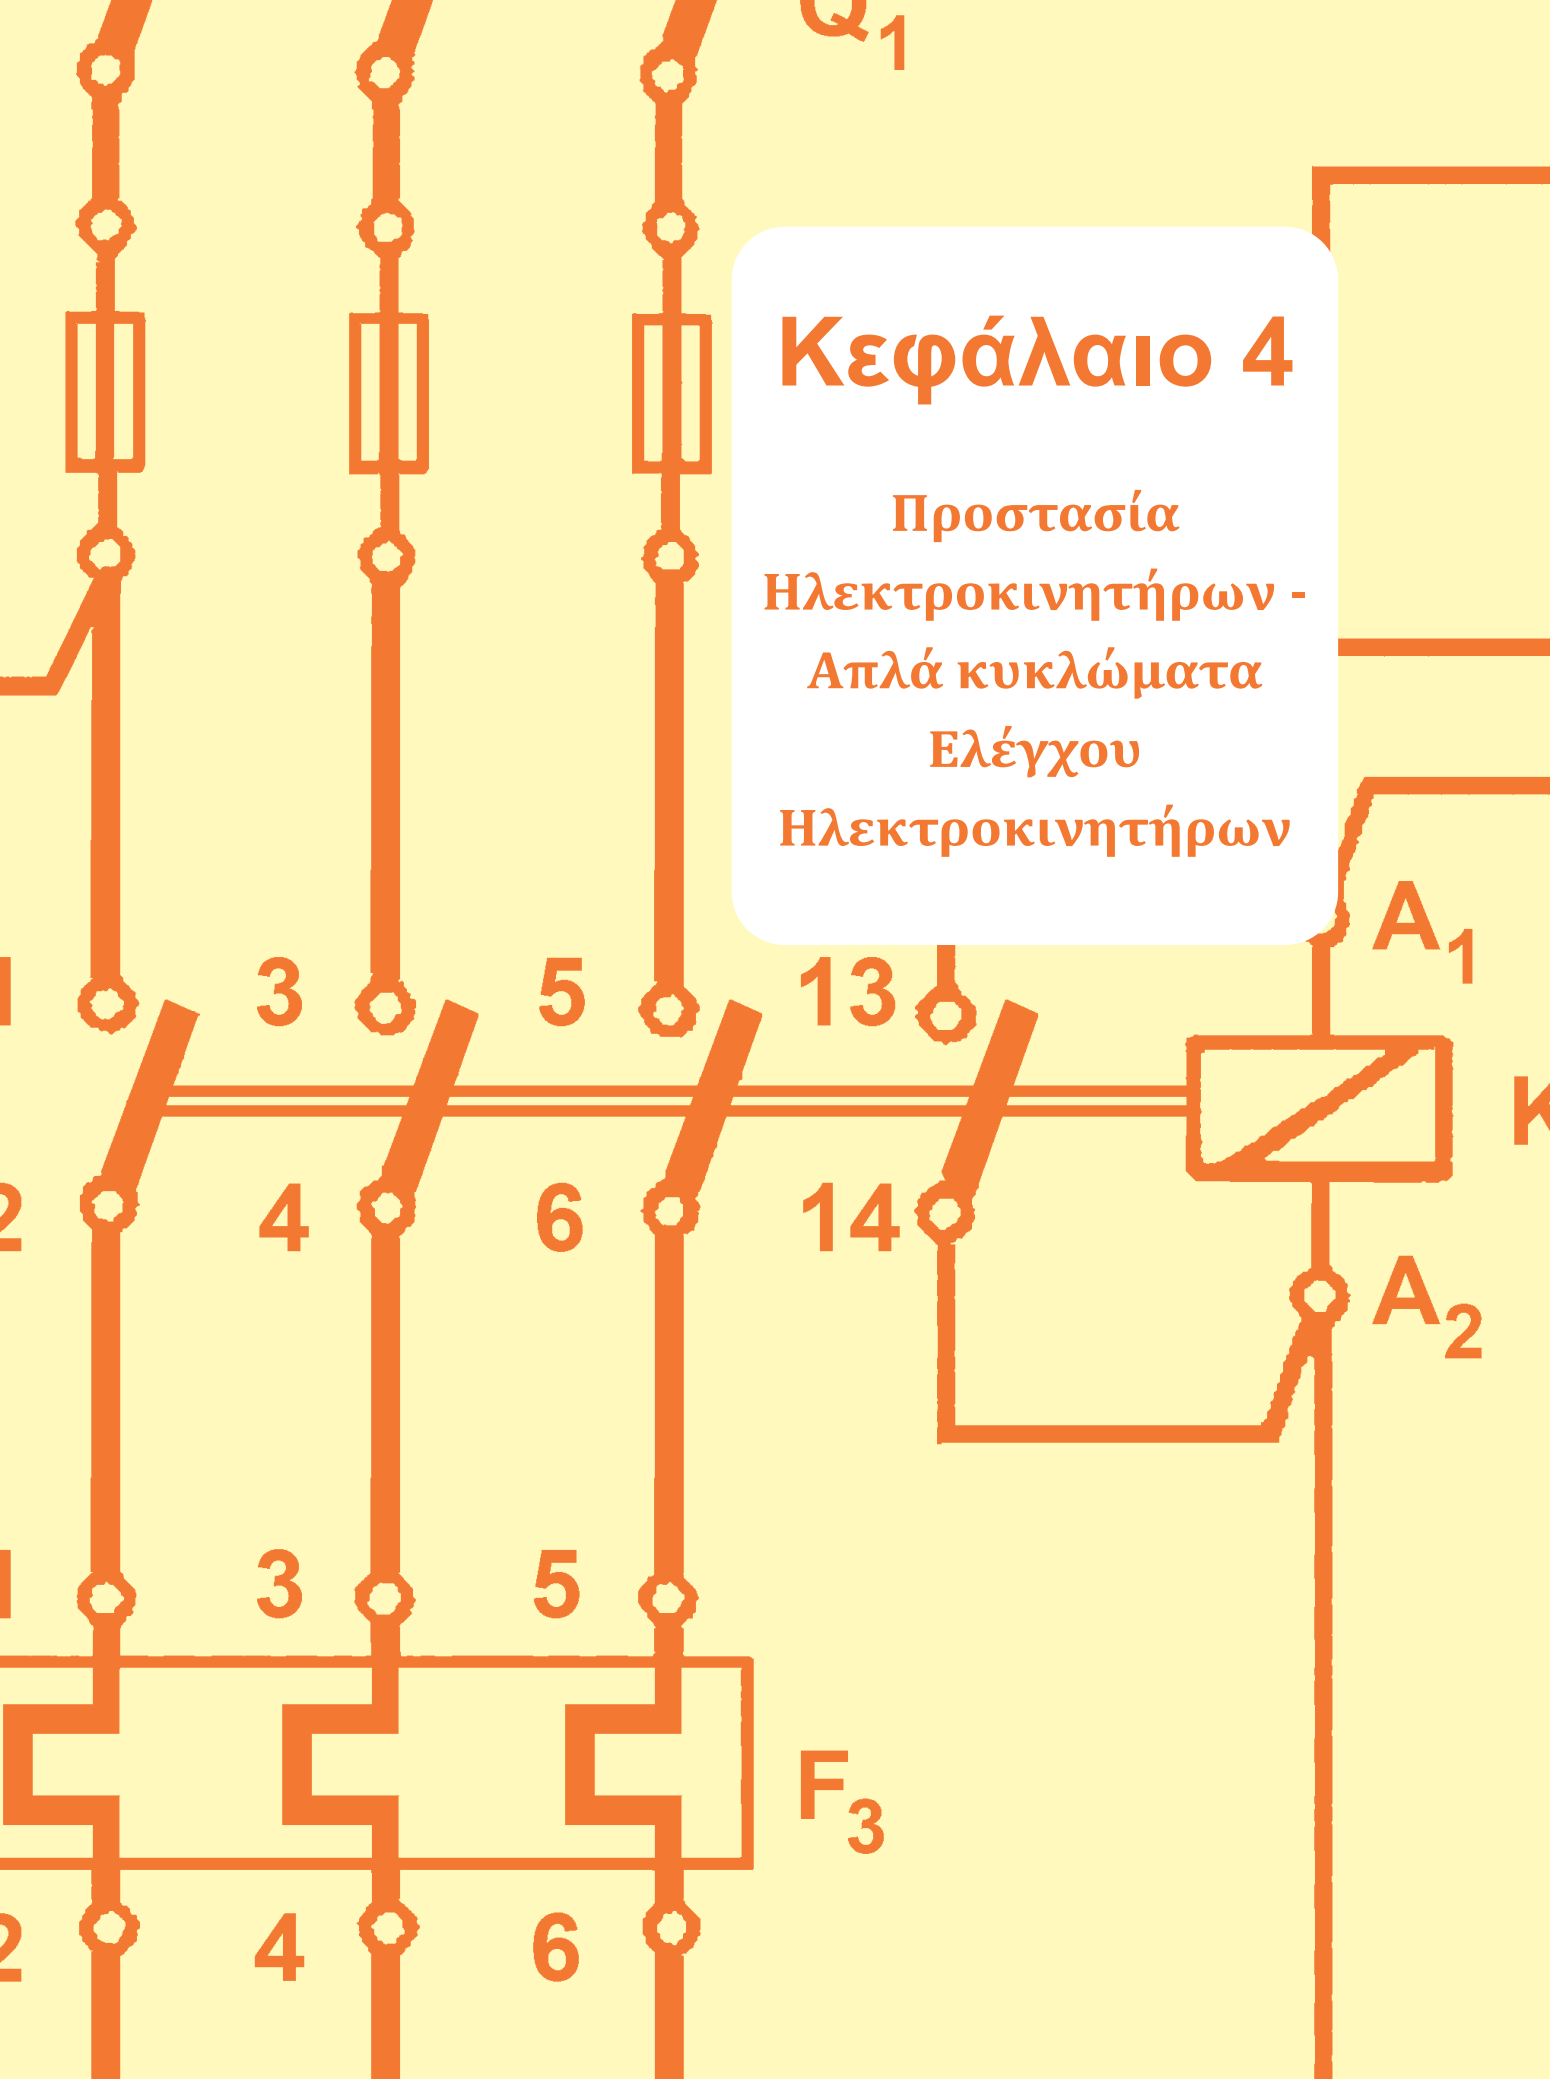 Q1
Κεφάλαιο 4
Προστασία
Ηλεκτροκινητήρων -
Απλά κυκλώματα
Ελέγχου
Ηλεκτροκινητήρων
A1
1 3 5 13
K
2 4 6 14
A2
1 3 5
F3
2 4 6